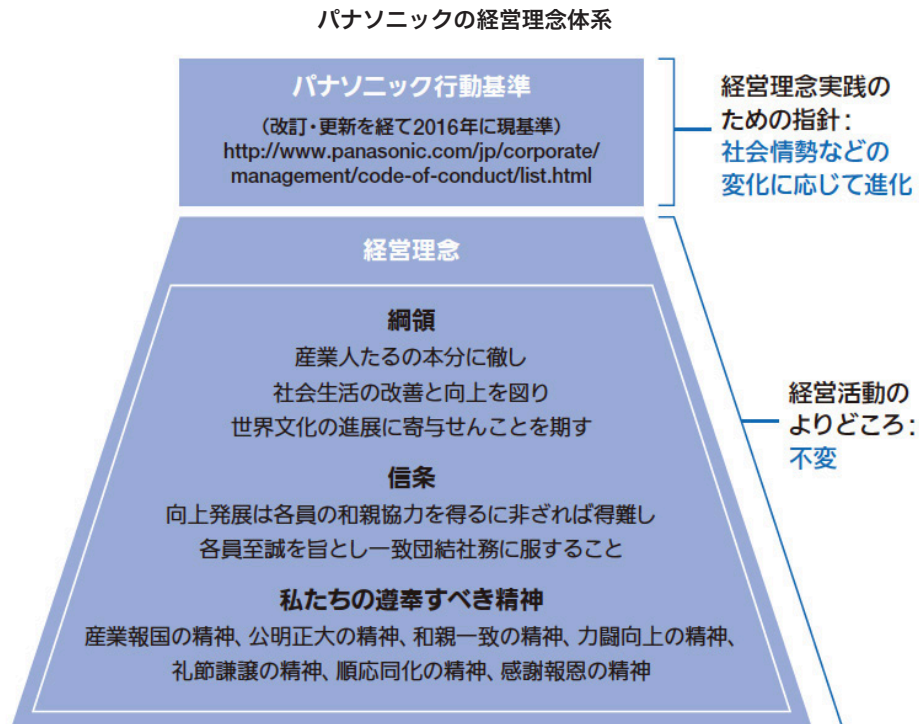 パナソニックの経営理念体系
パナソニック行動基準
（改訂・更新を経て2016年に現基準）
http://www.panasonic.com/jp/corporate/
management/code-of-conduct/list.html
経営理念実践の
ための指針：
社会情勢などの
変化に応じて進化
経営理念
綱領
産業人たるの本分に徹し
社会生活の改善と向上を図り
世界文化の進展に寄与せんことを期す
信条
向上発展は各員の和親協力を得るに非ざれば得難し
各員至誠を旨とし一致団結社務に服すること
私たちの遵奉すべき精神
産業報国の精神、公明正大の精神、和親一致の精神、力闘向上の精神、
礼節謙譲の精神、順応同化の精神、感謝報恩の精神
経営活動の
よりどころ：
不変